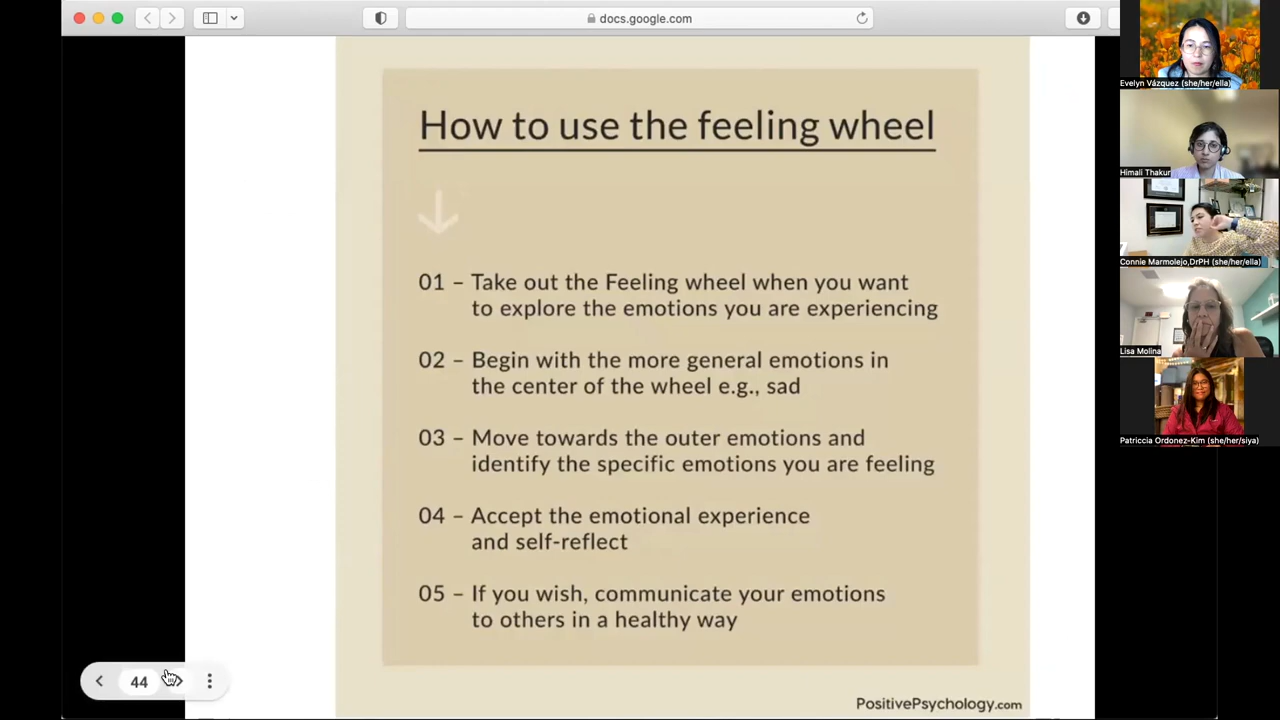 docs.google.com
How to use the feeling wheel
01 – Take out the Feeling wheel when you want
to explore the emotions you are experiencing
02 – Begin with the more general emotions in
the center of the wheel e.g., sad
03 – Move towards the outer emotions and
identify the specific emotions you are feeling
04 – Accept the emotional experience
and self-reflect
05 – If you wish, communicate your emotions
to others in a healthy way
PositivePsychology.com
44
Evelyn Vázquez (she/her/ella)
Himali Thakur
Connie Marmolejo,DrPH (she/her/ella)
Lisa Molina
Patriccia Ordonez-Kim (she/her/siya)